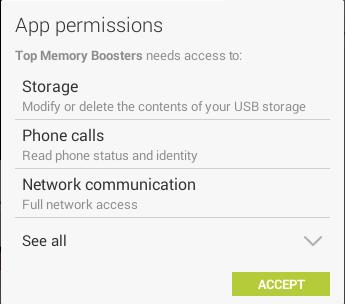 App permissions
Top Memory Boosters needs access to:
Storage
Modify or delete the contents of your USB storage
Phone calls
Read phone status and identity
Network communication
Full network access
See all
ACCEPT